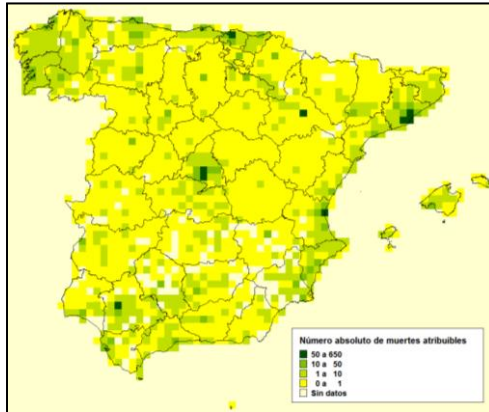 Número absoluto de muertes atribuibles
50 a 650
10 a 50
1 a 10
0 a 1
Sin datos